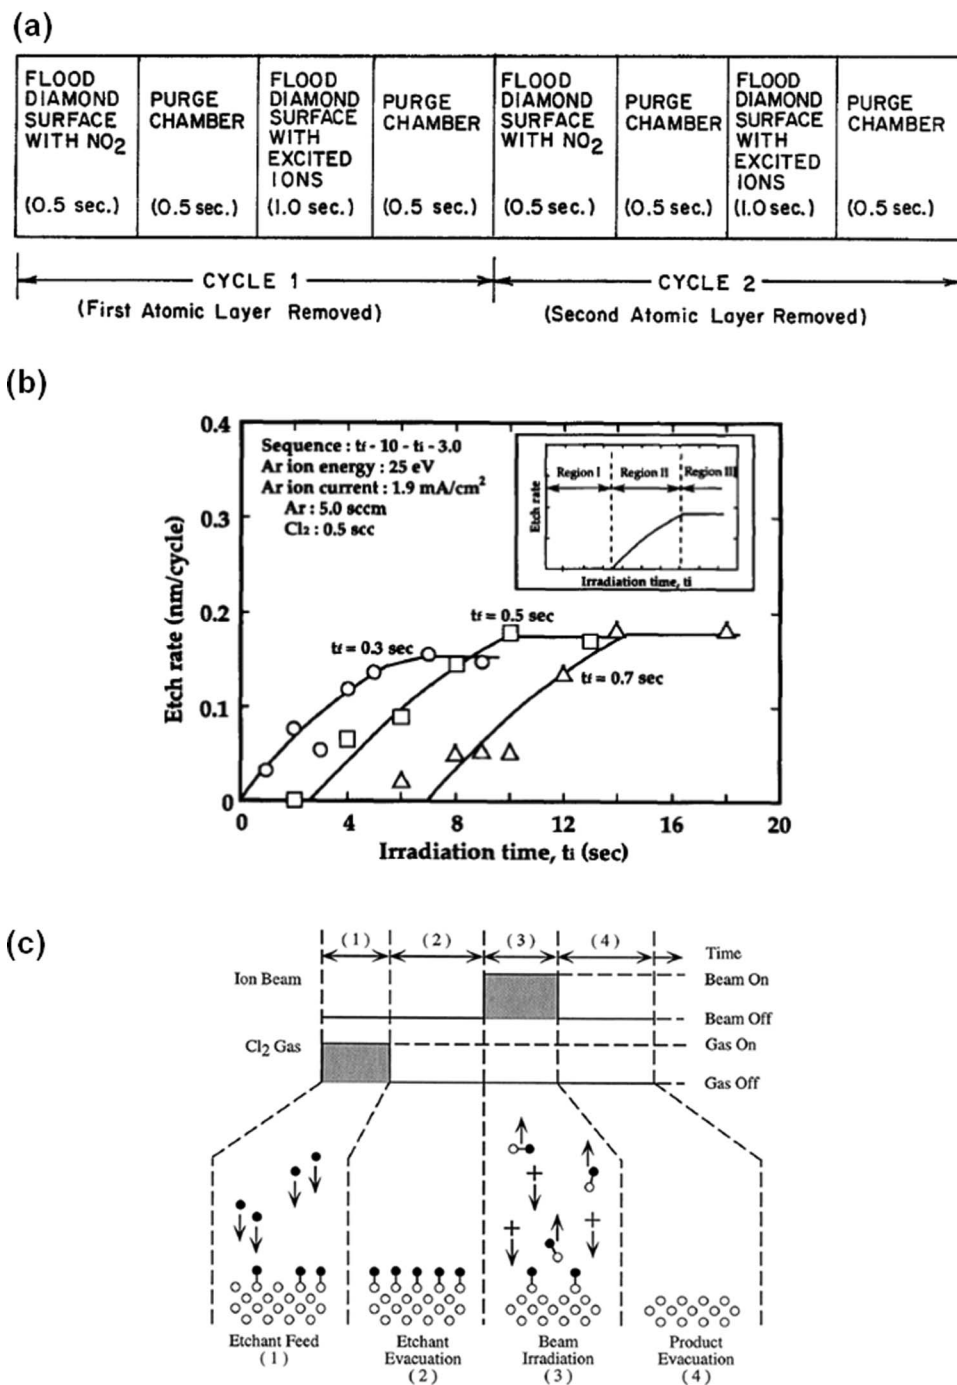 (a)
FLOOD
DIAMOND
SURFACE
WITH NO2
(0.5 sec.)
PURGE
CHAMBER
(0.5 sec.)
FLOOD
DIAMOND
SURFACE
WITH
EXCITED
IONS
(1.0 sec.)
PURGE
CHAMBER
(0.5 sec.)
FLOOD
DIAMOND
SURFACE
WITH NO2
(0.5 sec.)
PURGE
CHAMBER
(0.5 sec.)
FLOOD
DIAMOND
SURFACE
WITH
EXCITED
IONS
(1.0 sec.)
PURGE
CHAMBER
(0.5 sec.)
CYCLE 1
(First Atomic Layer Removed)
CYCLE 2
(Second Atomic Layer Removed)
(b)
Etch rate (nm/cycle)
0.4
0.3
0.2
0.1
0
Sequence : tf - 10 - ti - 3.0
Ar ion energy : 25 eV
Ar ion current : 1.9 mA/cm2
Ar : 5.0 sccm
Cl2 : 0.5 scc
Etch rate
Region I
Region II
Region III
Irradiation time, ti
tf = 0.3 sec
tf = 0.5 sec
tf = 0.7 sec
0 4 8 12 16 20
Irradiation time, ti (sec)
(c)
(1) (2) (3) (4)
Time
Ion Beam
Beam On
Beam Off
Cl2 Gas
Gas On
Gas Off
Etchant Feed
(1)
Etchant
Evacuation
(2)
Beam
Irradiation
(3)
Product
Evacuation
(4)